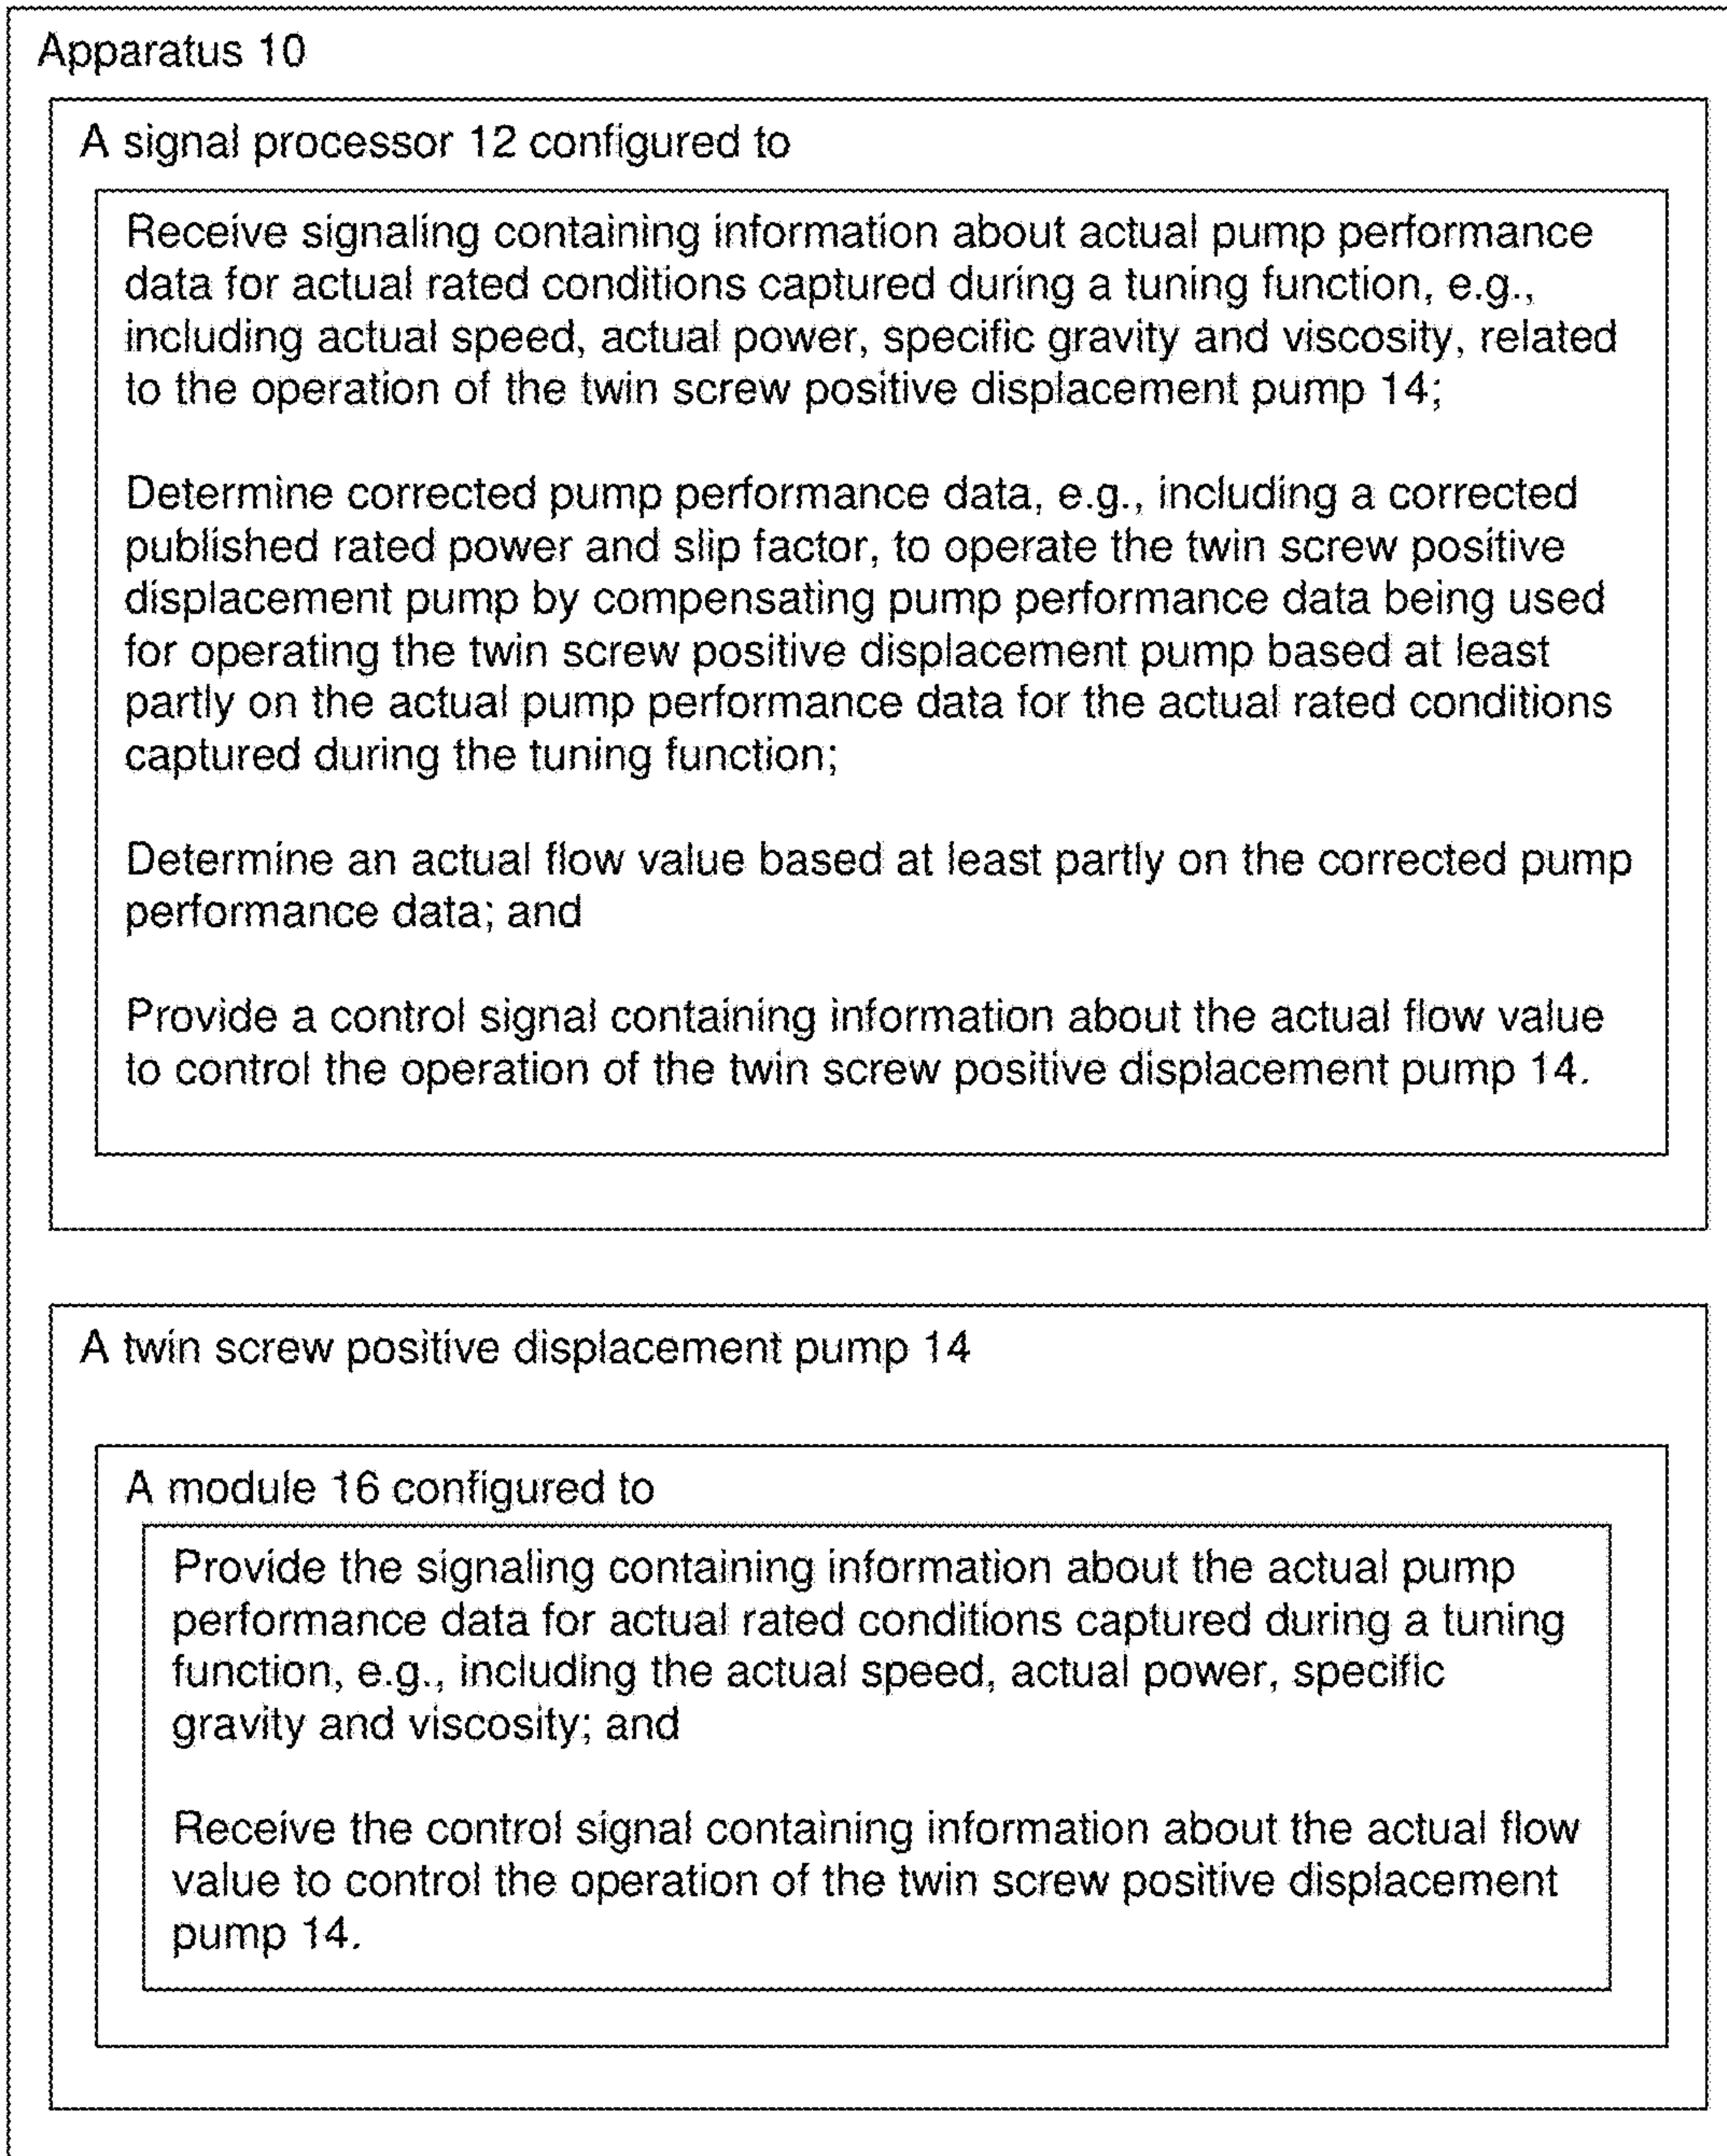 Apparatus 10
A signal processor 12 configured to
Receive signaling containing information about actual pump performance
data for actual rated conditions captured during a tuning function, e.g.,
including actual speed, actual power, specific gravity and viscosity, related
to the operation of the twin screw positive displacement pump 14;
Determine corrected pump performance data, e.g., including a corrected
published rated power and slip factor, to operate the twin screw positive
displacement pump by compensating pump performance data being used
for operating the twin screw positive displacement pump based at least
partly on the actual pump performance data for the actual rated conditions
captured during the tuning function;
Determine an actual flow value based at least partly on the corrected pump
performance data; and
Provide a control signal containing information about the actual flow value
to control the operation of the twin screw positive displacement pump 14.
A twin screw positive displacement pump 14
A module 16 configured to
Provide the signaling containing information about the actual pump
performance data for actual rated conditions captured during a tuning
function, e.g., including the actual speed, actual power, specific
gravity and viscosity; and
Receive the control signal containing information about the actual flow
value to control the operation of the twin screw positive displacement
pump 14.